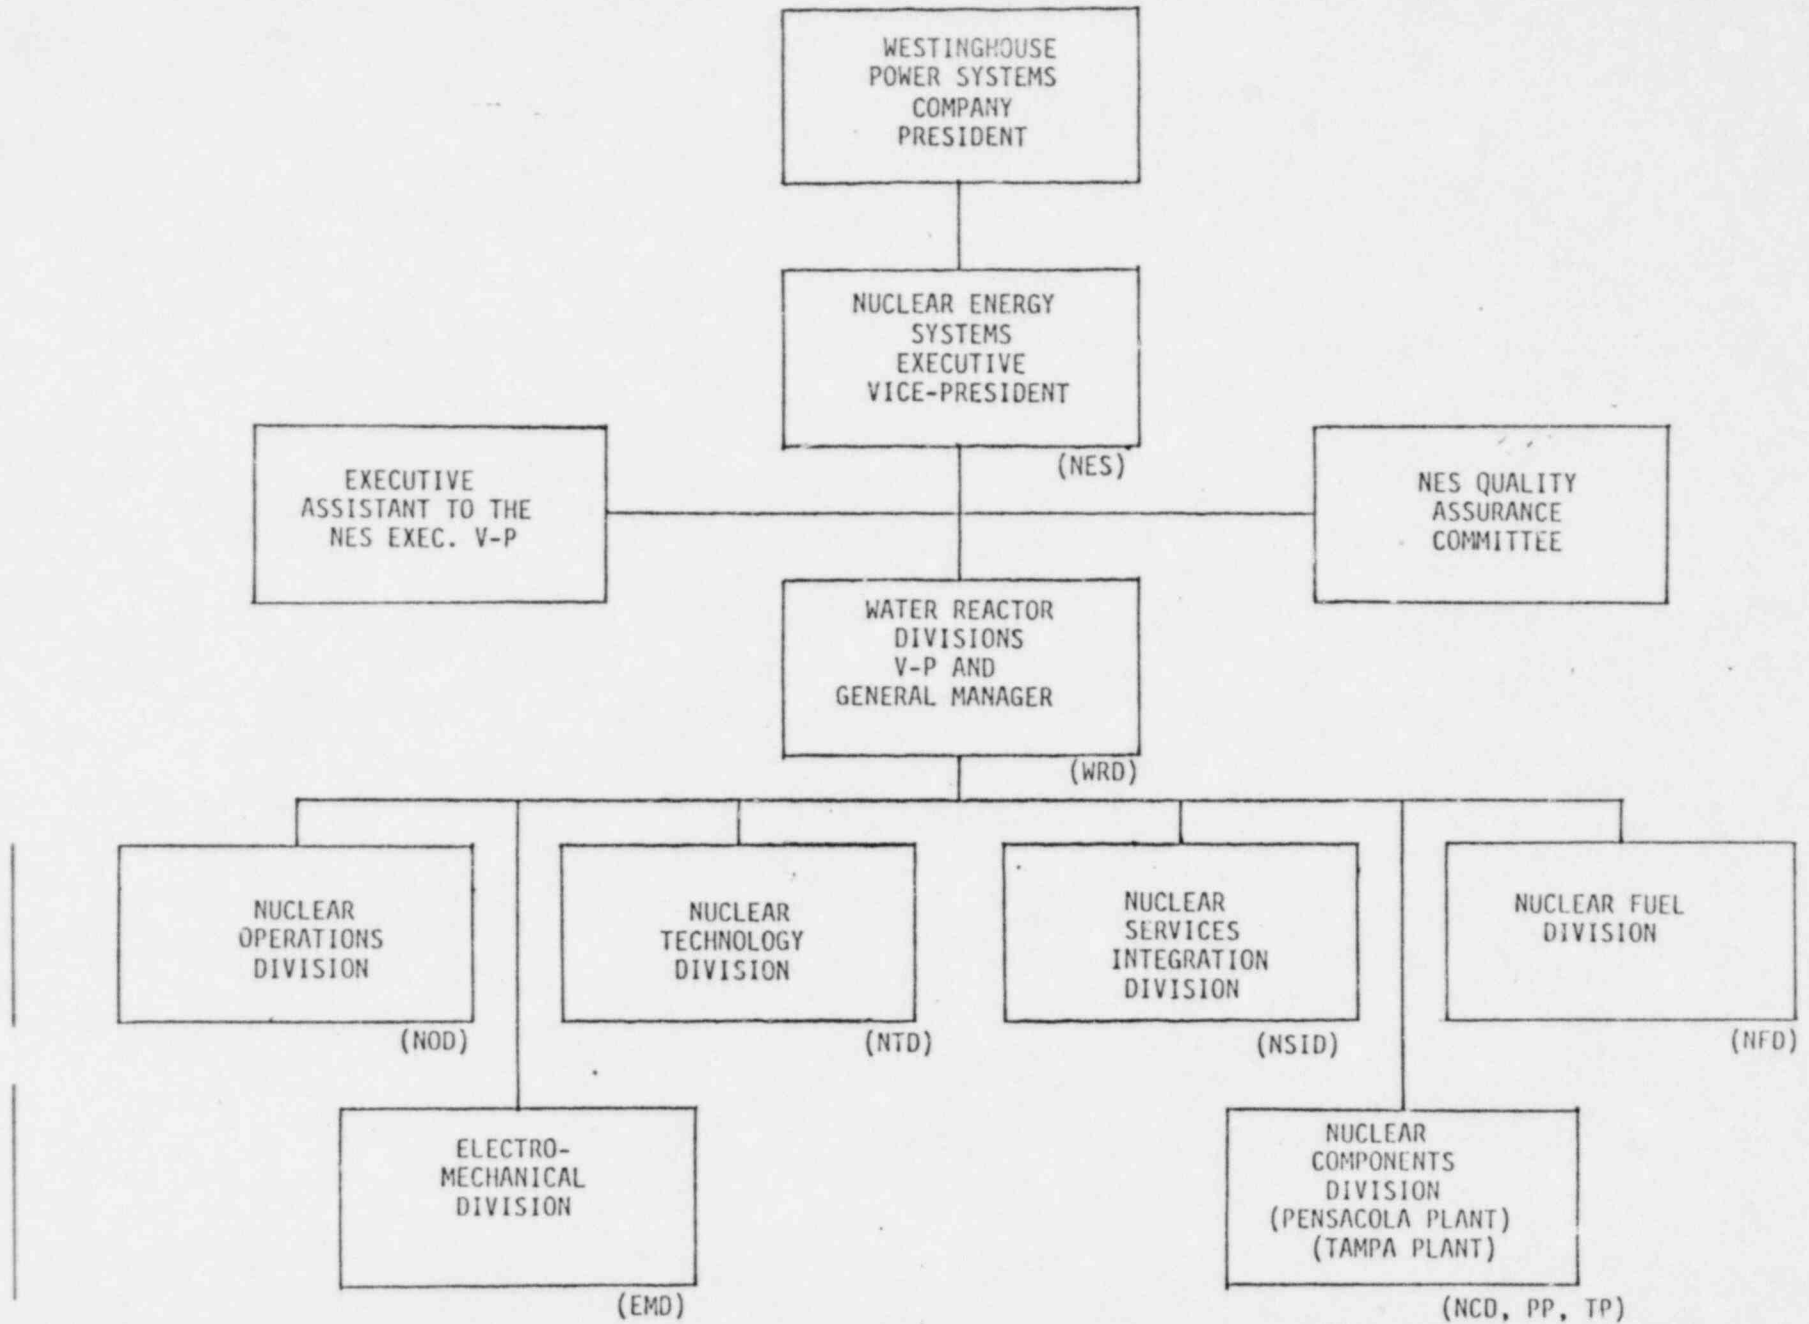 WESTINGHOUSE
POWER SYSTEMS
COMPANY
PRESIDENT
NUCLEAR ENERGY
SYSTEMS
EXECUTIVE
VICE-PRESIDENT
(NES)
EXECUTIVE
ASSISTANT TO THE
NES EXEC. V-P
NES QUALITY
ASSURANCE
COMMITTEE
WATER REACTOR
DIVISIONS
V-P AND
GENERAL MANAGER
(WRD)
NUCLEAR
OPERATIONS
DIVISION
(NOD)
NUCLEAR
TECHNOLOGY
DIVISION
(NTD)
NUCLEAR
SERVICES
INTEGRATION
DIVISION
(NSID)
NUCLEAR FUEL
DIVISION
(NFD)
ELECTRO-
MECHANICAL
DIVISION
(EMD)
NUCLEAR
COMPONENTS
DIVISION
(PENSACOLA PLANT)
(TAMPA PLANT)
(NCD, PP, TP)